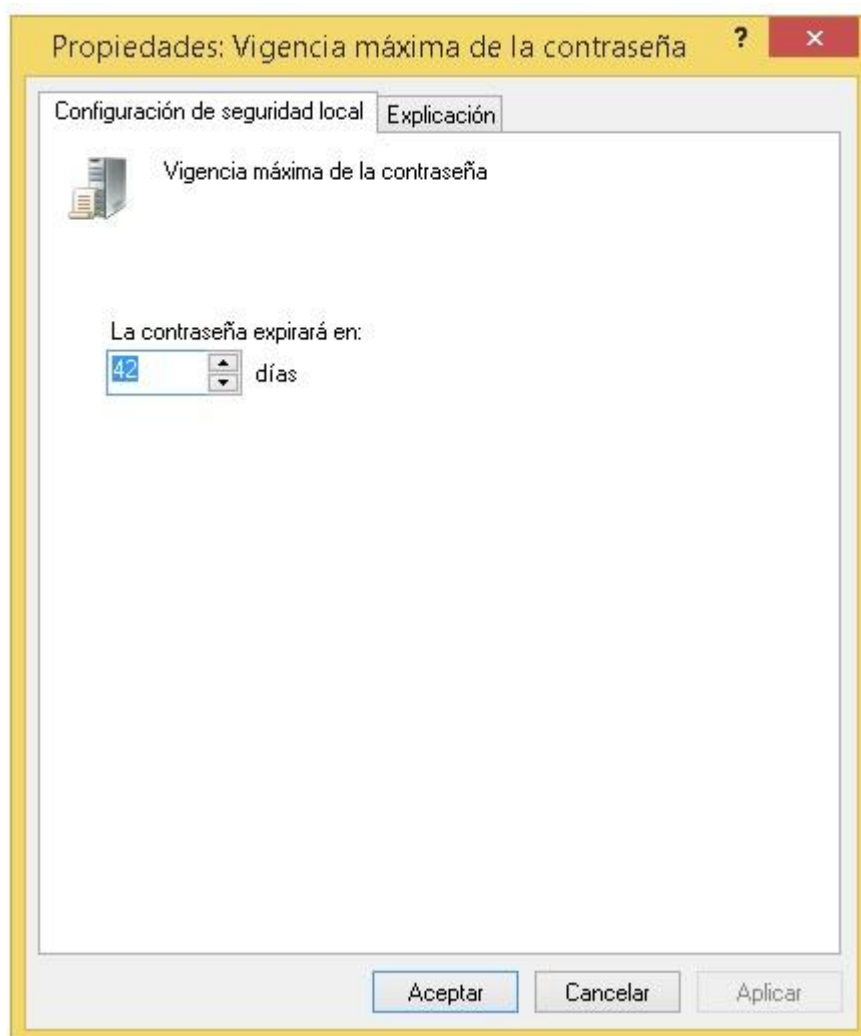 Propiedades: Vigencia máxima de la contraseña ? ×
Configuración de seguridad local Explicación
Vigencia máxima de la contraseña
La contraseña expirará en:
42 días
Aceptar Cancelar Aplicar